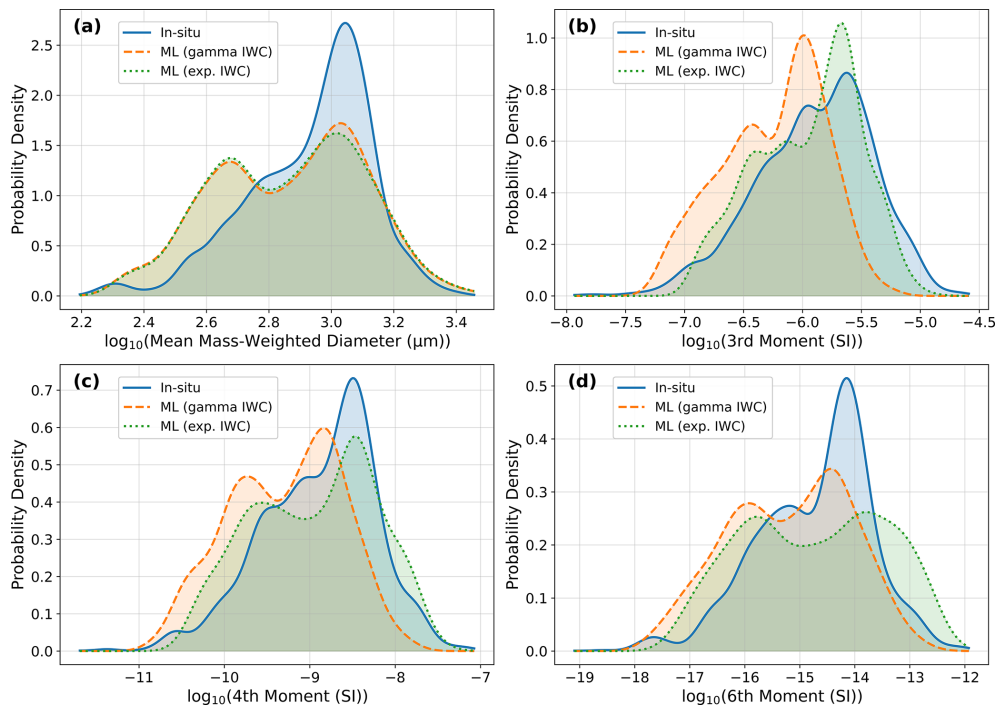 (a)
In-situ
ML (gamma IWC)
ML (exp. IWC)
Probability Density
0.0
0.5
1.0
1.5
2.0
2.5
2.2 2.4 2.6 2.8 3.0 3.2 3.4
log10(Mean Mass-Weighted Diameter (μm))
(b)
In-situ
ML (gamma IWC)
ML (exp. IWC)
Probability Density
0.0
0.2
0.4
0.6
0.8
1.0
−8.0 −7.5 −7.0 −6.5 −6.0 −5.5 −5.0 −4.5
log10(3rd Moment (SI))
(c)
In-situ
ML (gamma IWC)
ML (exp. IWC)
Probability Density
0.0
0.1
0.2
0.3
0.4
0.5
0.6
0.7
−11 −10 −9 −8 −7
log10(4th Moment (SI))
(d)
In-situ
ML (gamma IWC)
ML (exp. IWC)
Probability Density
0.0
0.1
0.2
0.3
0.4
0.5
−19 −18 −17 −16 −15 −14 −13 −12
log10(6th Moment (SI))